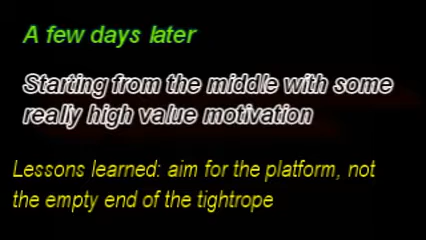 A few days later
Starting from the middle with some
really high value motivation
Lessons learned: aim for the platform, not
the empty end of the tightrope